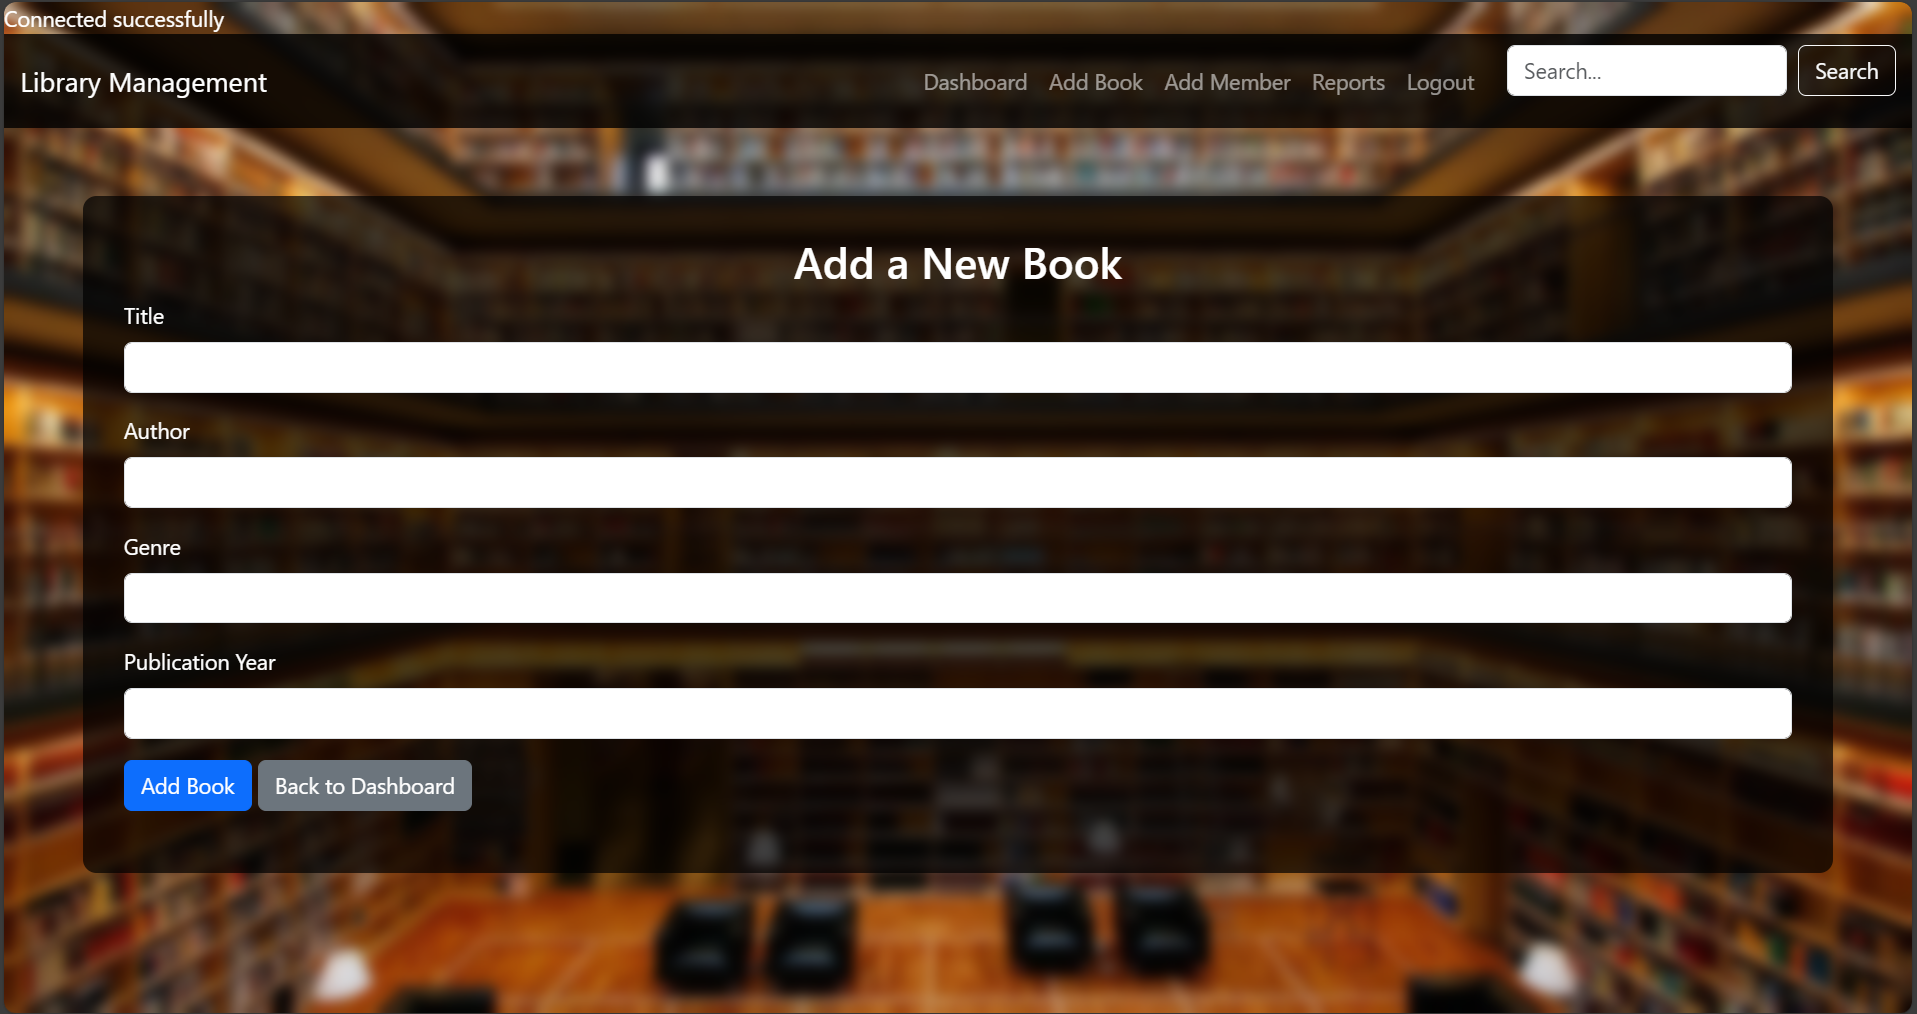 Connected successfully
Library Management Dashboard Add Book Add Member Reports Logout Search... Search
Add a New Book
Title
Author
Genre
Publication Year
Add Book Back to Dashboard